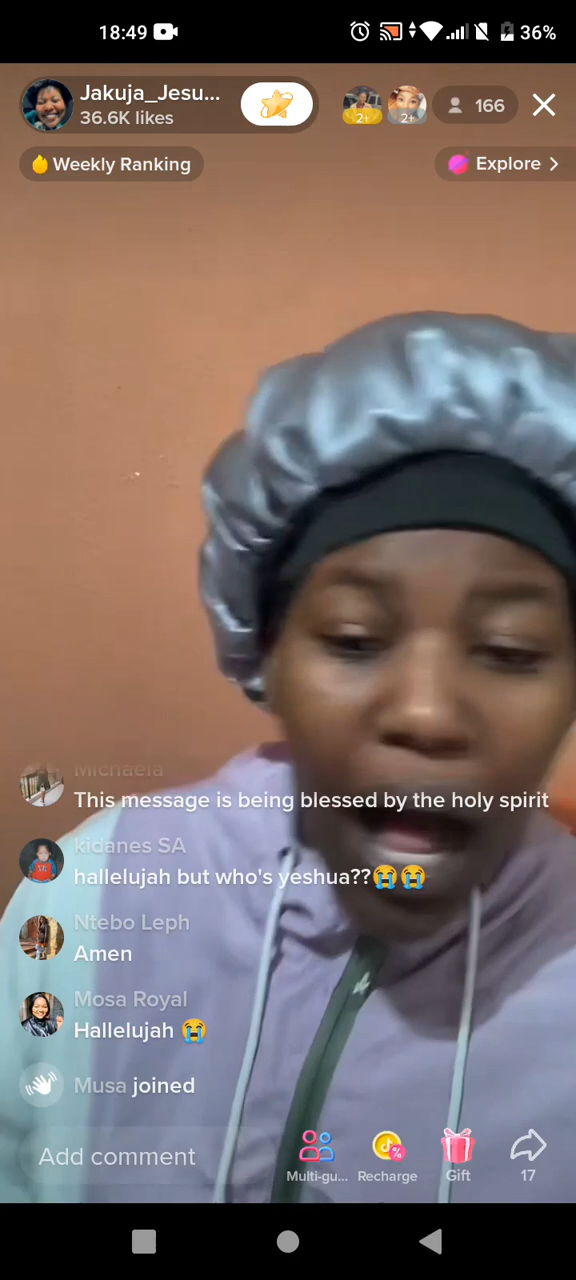 18:49
36%
Jakuja_Jesu...
36.6K likes
2+
2+
166
Weekly Ranking
Explore >
Michaela
This message is being blessed by the holy spirit
kidanes SA
hallelujah but who's yeshua??😭😭
Ntebo Leph
Amen
Mosa Royal
Hallelujah 😭
Musa joined
Add comment
Multi-gu...
Recharge
Gift
17